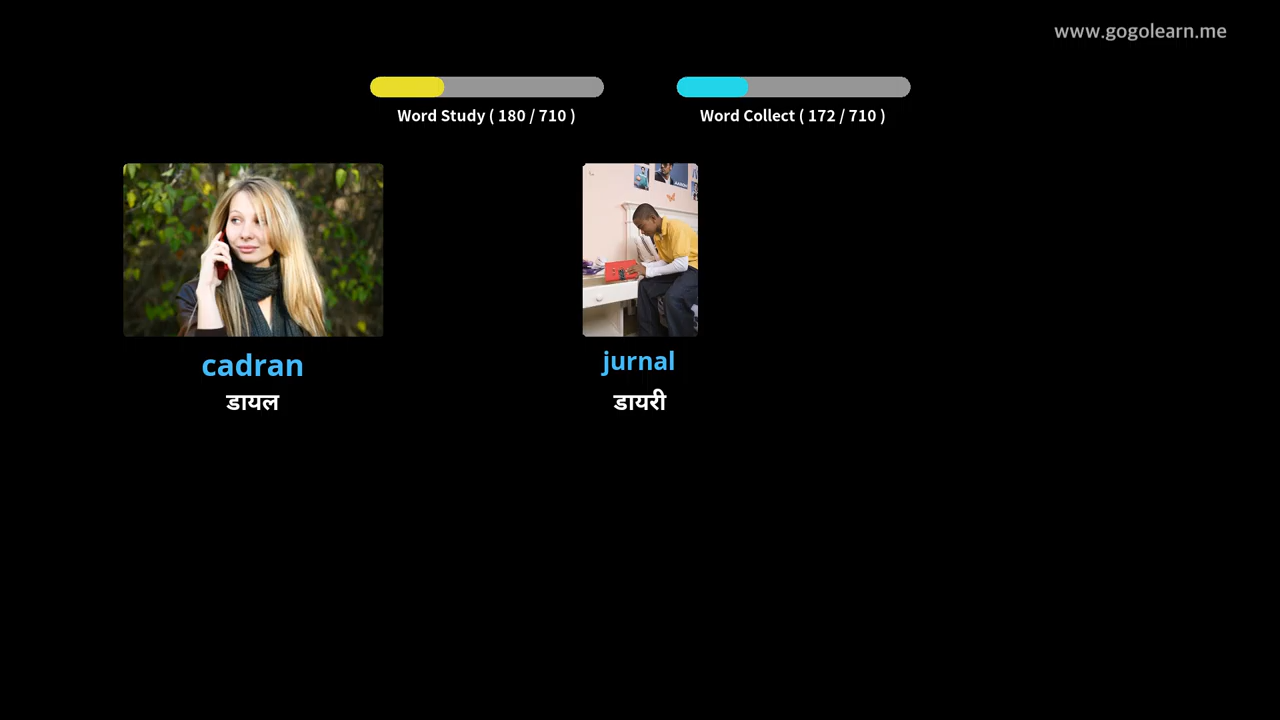 www.gogolearn.me
Word Study ( 180 / 710 )
Word Collect ( 172 / 710 )
cadran
डायल
jurnal
डायरी